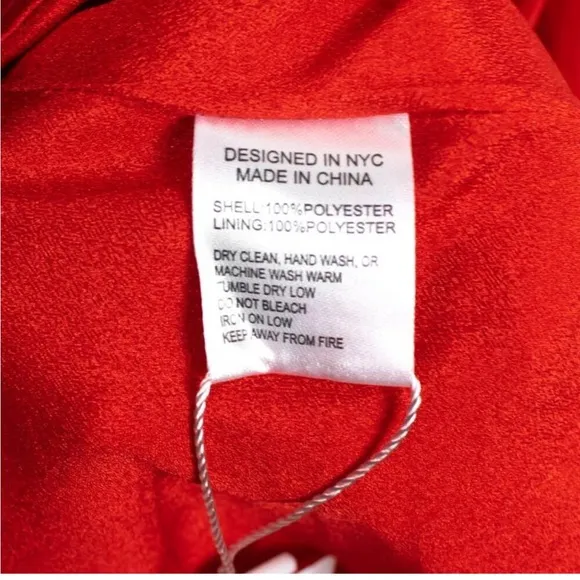 DESIGNED IN NYC
MADE IN CHINA
SHELL:100%POLYESTER
LINING:100%POLYESTER
DRY CLEAN, HAND WASH, OR
MACHINE WASH WARM
TUMBLE DRY LOW
DO NOT BLEACH
IRON ON LOW
KEEP AWAY FROM FIRE